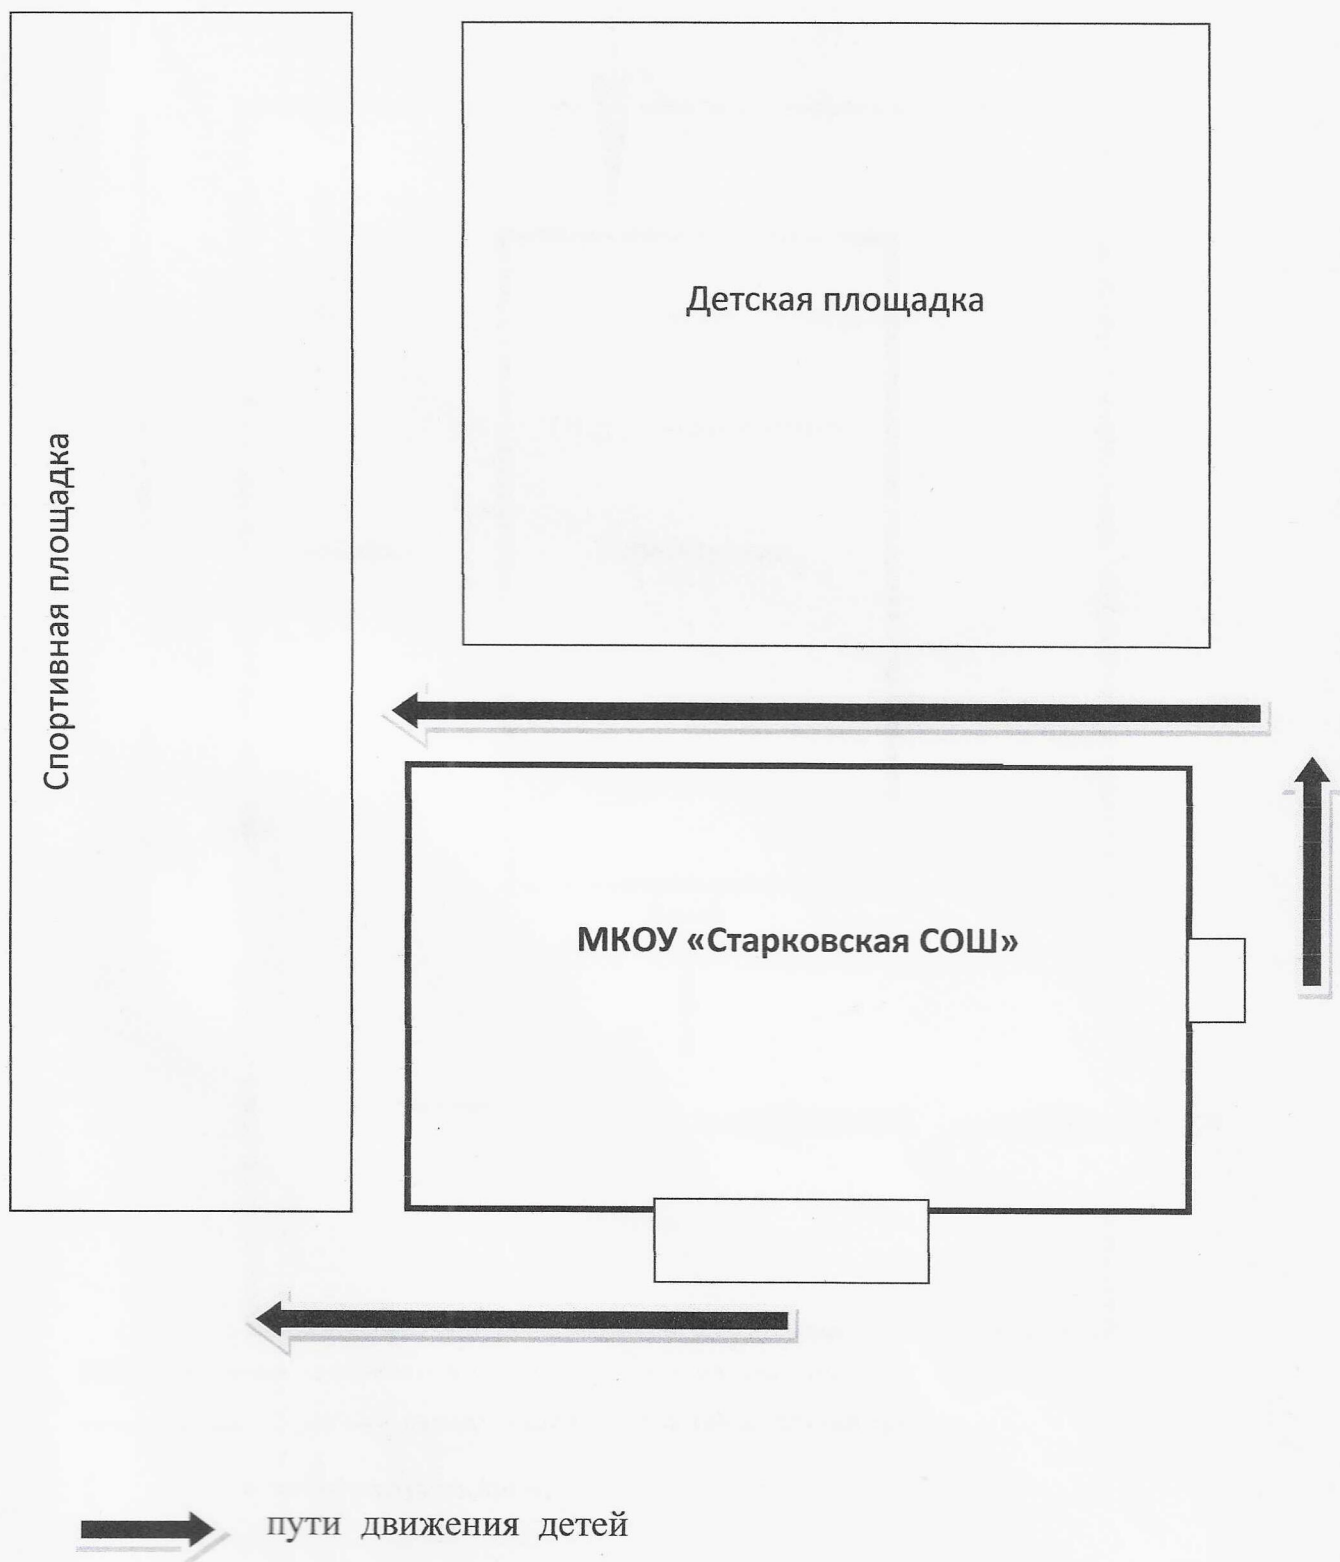 Детская площадка
Спортивная площадка
МКОУ «Старковская СОШ»
пути движения детей